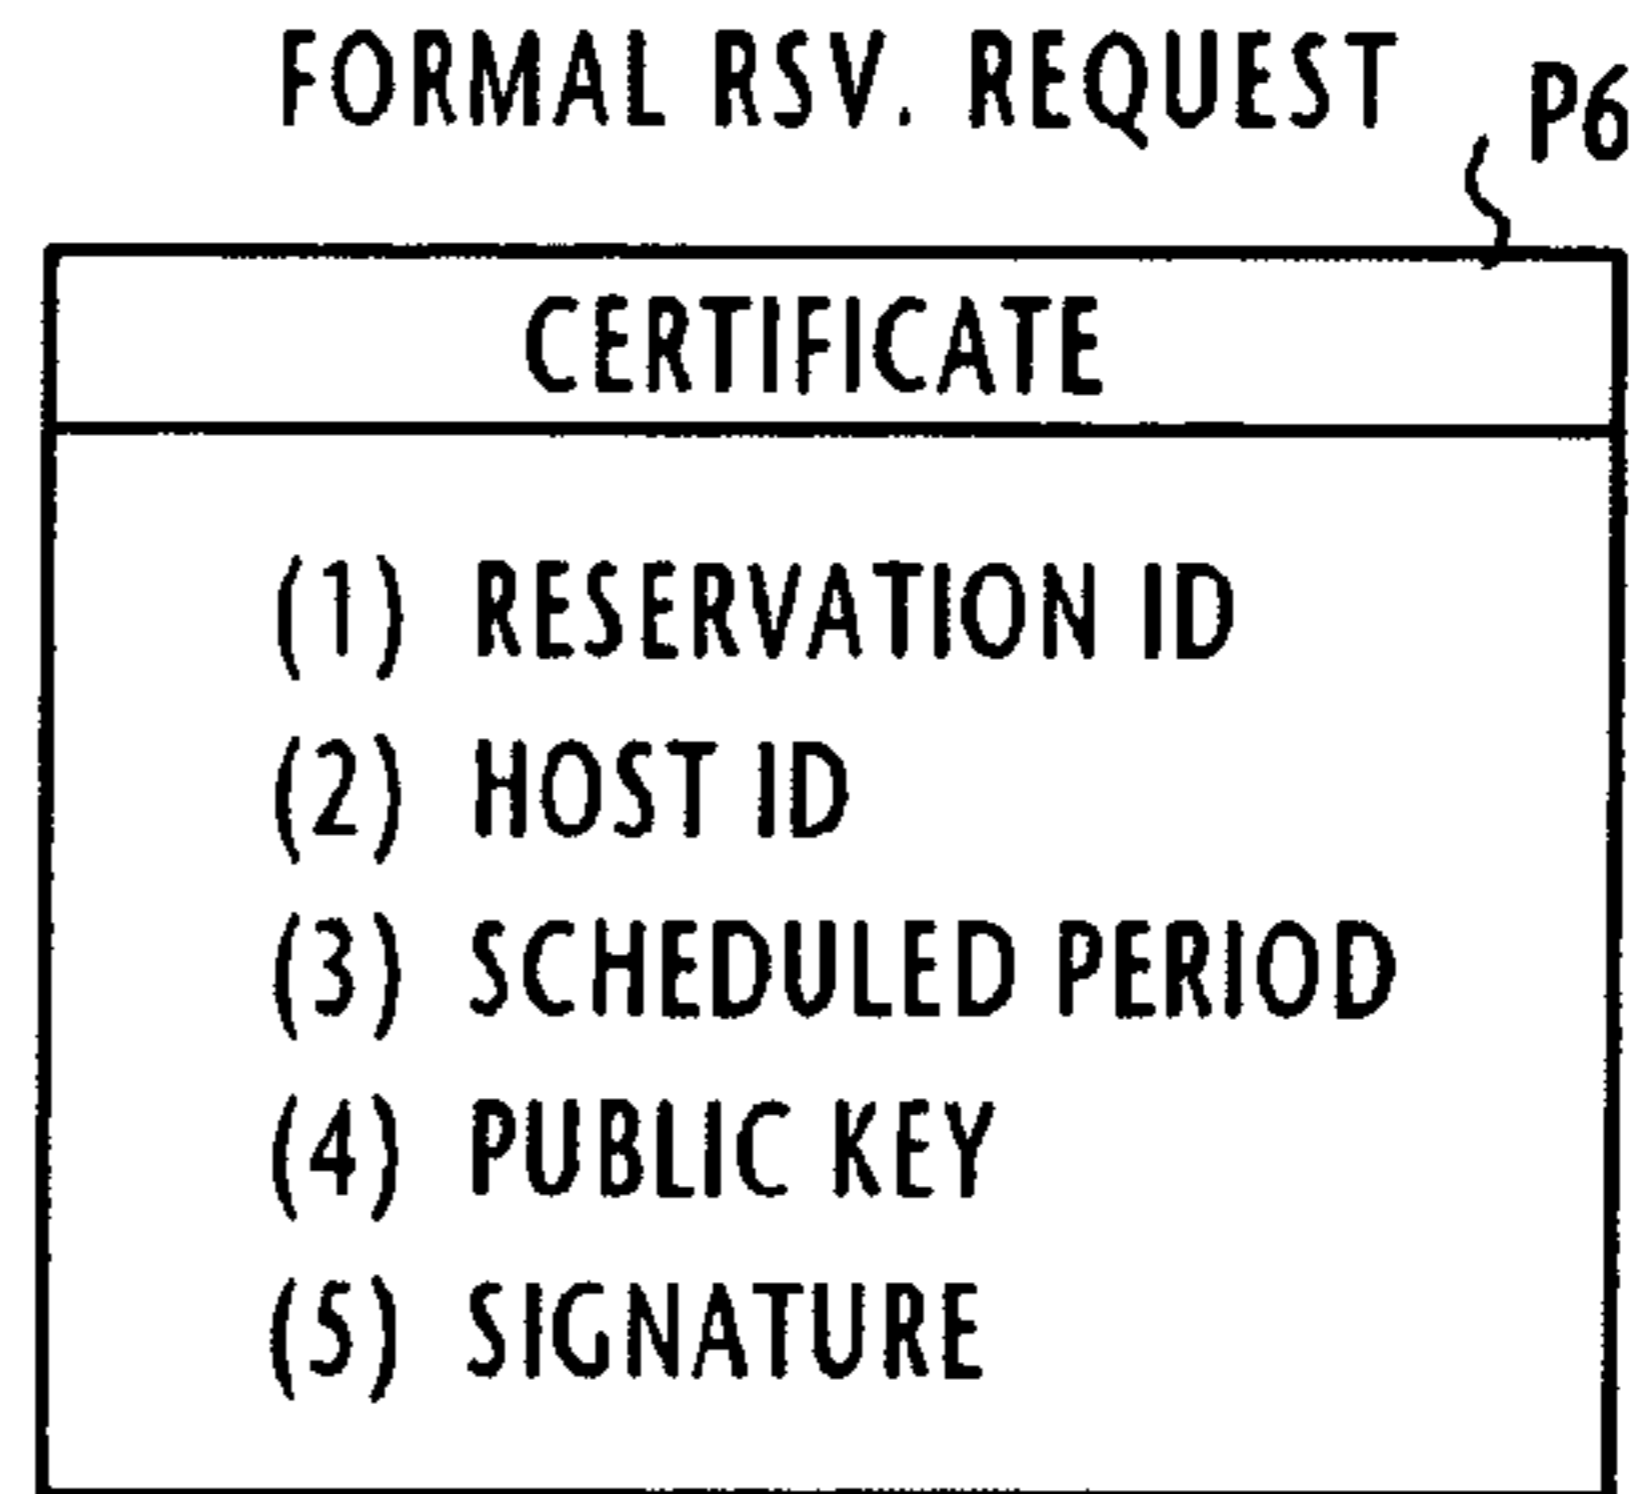 FORMAL RSV. REQUEST
P6
CERTIFICATE
(1) RESERVATION ID
(2) HOST ID
(3) SCHEDULED PERIOD
(4) PUBLIC KEY
(5) SIGNATURE